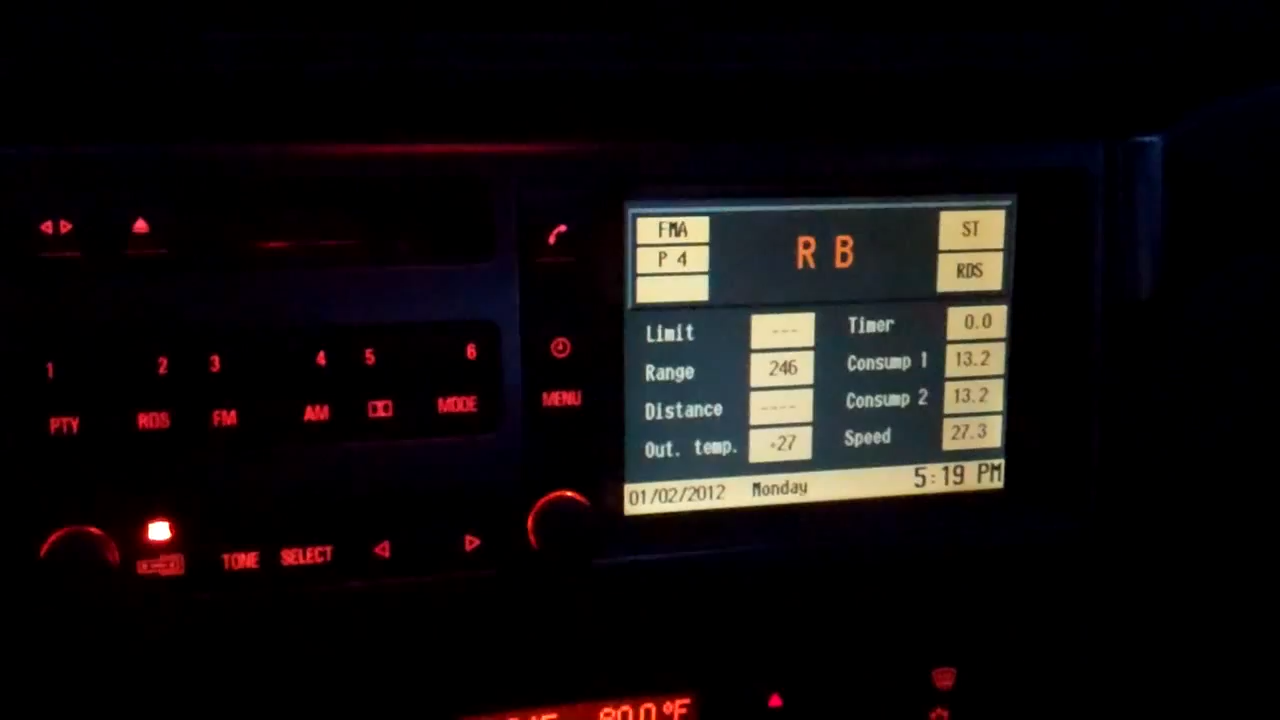 FMA
P 4
R B
ST
RDS
Limit ---
Range 246
Distance ----
Out. temp. +27
Timer 0.0
Consump 1 13.2
Consump 2 13.2
Speed 27.3
01/02/2012 Monday 5:19 PM
1 2 3 4 5 6
PTY RDS FM AM MODE
MENU
TONE SELECT
80.0°F